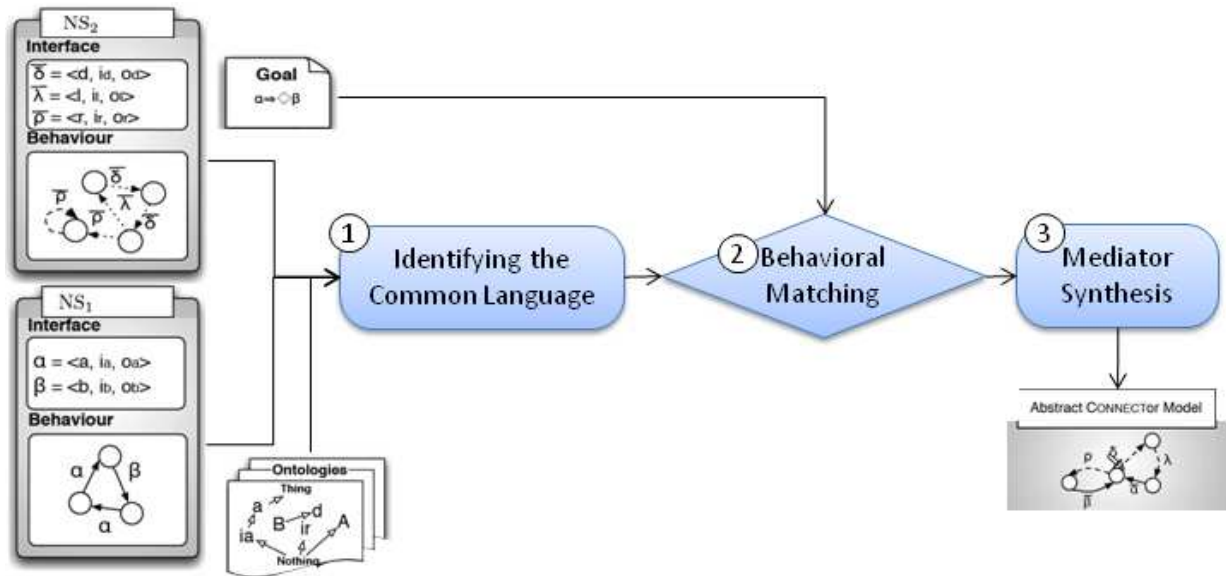 NS₂
Interface
δ̅ = <d, id, od>
λ̅ = <l, il, ol>
ρ̅ = <r, ir, or>
Behaviour
δ̅
λ̅
ρ̅
ρ̅
δ̅
Goal
α⇒◇β
1
Identifying the
Common Language
2
Behavioral
Matching
3
Mediator
Synthesis
NS₁
Interface
α = <a, ia, oa>
β = <b, ib, ob>
Behaviour
α
β
α
Ontologies
Thing
a
B
d
ir
A
ia
Nothing
Abstract CONNECTor Model
ρ
δ
λ
β̅